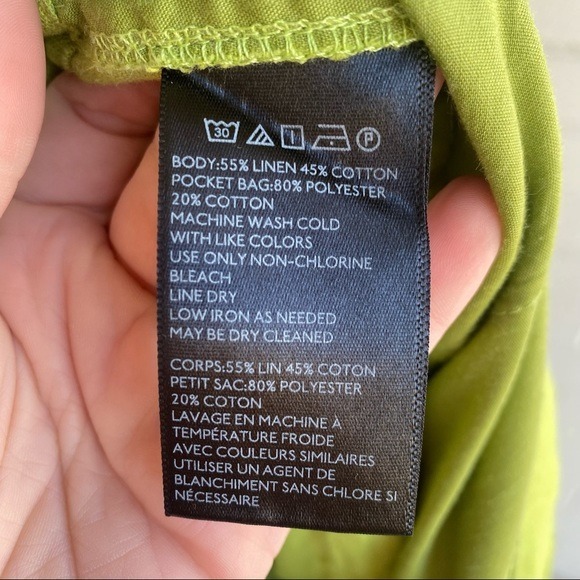 30 P
BODY:55% LINEN 45% COTTON
POCKET BAG:80% POLYESTER
20% COTTON
MACHINE WASH COLD
WITH LIKE COLORS
USE ONLY NON-CHLORINE
BLEACH
LINE DRY
LOW IRON AS NEEDED
MAY BE DRY CLEANED
CORPS:55% LIN 45% COTON
PETIT SAC:80% POLYESTER
20% COTON
LAVAGE EN MACHINE À
TEMPÉRATURE FROIDE
AVEC COULEURS SIMILAIRES
UTILISER UN AGENT DE
BLANCHIMENT SANS CHLORE SI
NÉCESSAIRE